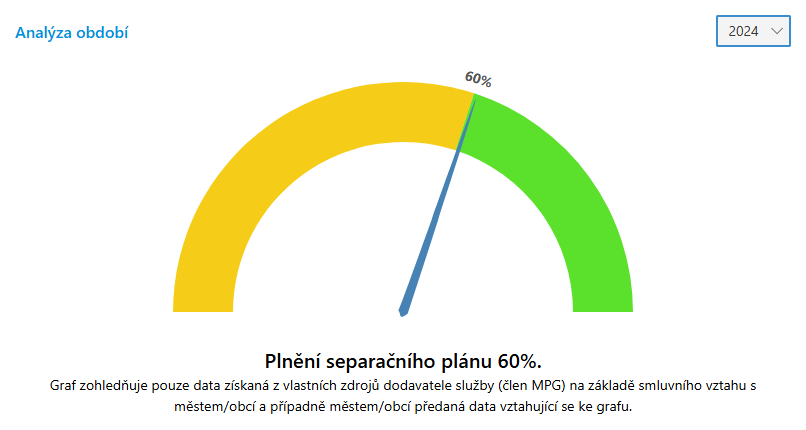 Analýza období
2024
60%
Plnění separačního plánu 60%.
Graf zohledňuje pouze data získaná z vlastních zdrojů dodavatele služby (člen MPG) na základě smluvního vztahu s
městem/obcí a případně městem/obcí předaná data vztahující se ke grafu.